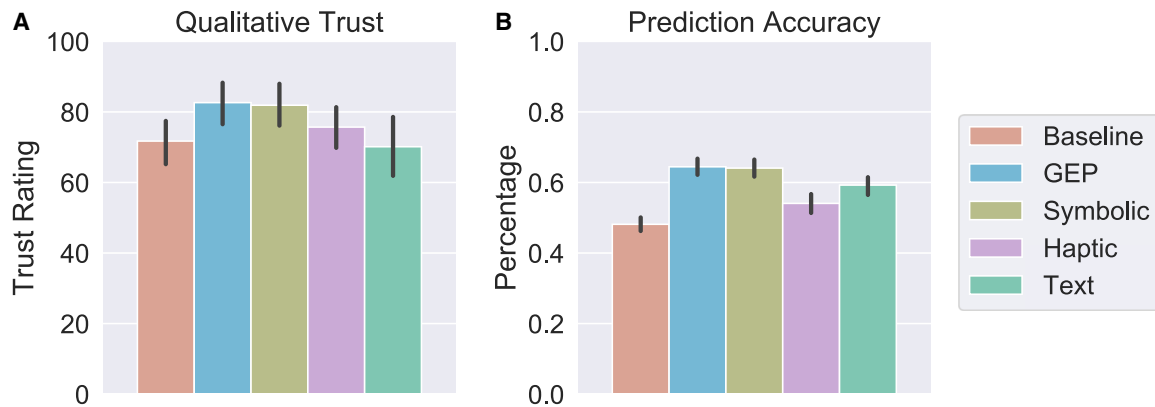 A Qualitative Trust
Trust Rating
100
80
60
40
20
0
B Prediction Accuracy
Percentage
1.0
0.8
0.6
0.4
0.2
0.0
Baseline
GEP
Symbolic
Haptic
Text